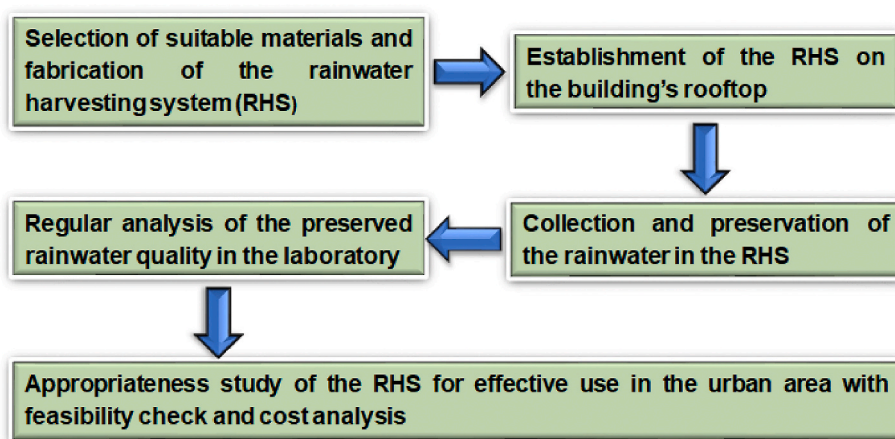 Selection of suitable materials and
fabrication of the rainwater
harvesting system (RHS)
Establishment of the RHS on
the building's rooftop
Collection and preservation of
the rainwater in the RHS
Regular analysis of the preserved
rainwater quality in the laboratory
Appropriateness study of the RHS for effective use in the urban area with
feasibility check and cost analysis